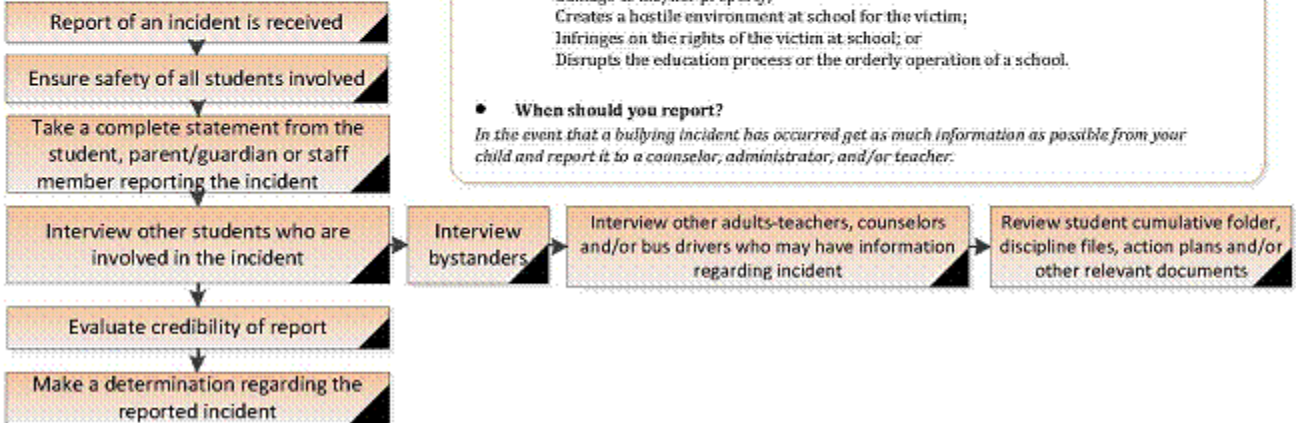 Report of an incident is received
Ensure safety of all students involved
Take a complete statement from the
student, parent/guardian or staff
member reporting the incident
Interview other students who are
involved in the incident
Interview
bystanders
Interview other adults-teachers, counselors
and/or bus drivers who may have information
regarding incident
Review student cumulative folder,
discipline files, action plans and/or
other relevant documents
Evaluate credibility of report
Make a determination regarding the
reported incident
Creates a hostile environment at school for the victim;
Infringes on the rights of the victim at school; or
Disrupts the education process or the orderly operation of a school.
• When should you report?
In the event that a bullying incident has occurred get as much information as possible from your
child and report it to a counselor, administrator, and/or teacher.